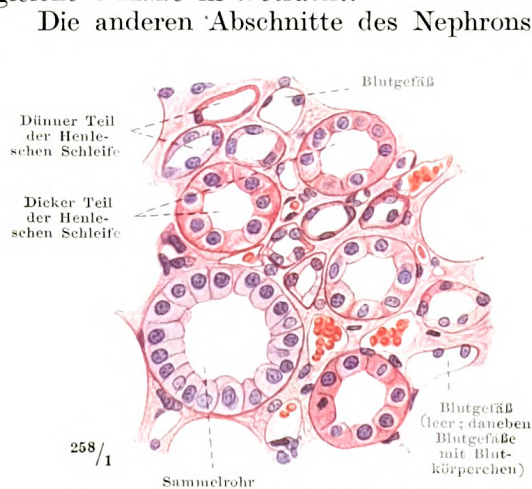 Die anderen Abschnitte des Nephrons
Blutgefäß
Dünner Teil
der Henle-
schen Schleife
Dicker Teil
der Henle-
schen Schleife
Blutgefäß
(leer; daneben
Blutgefäße
mit Blut-
körperchen)
258/1
Sammelrohr